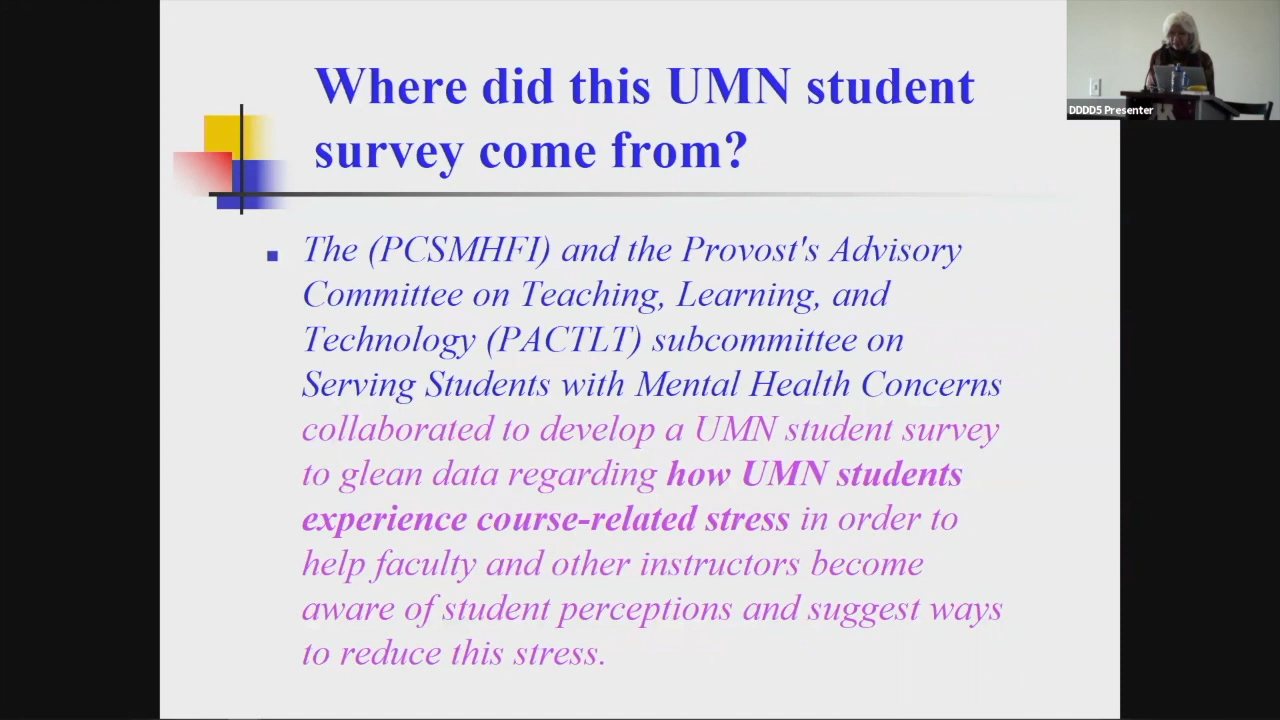 Where did this UMN student
survey come from?
DDDD5 Presenter
The (PCSMHFI) and the Provost's Advisory
Committee on Teaching, Learning, and
Technology (PACTLT) subcommittee on
Serving Students with Mental Health Concerns
collaborated to develop a UMN student survey
to glean data regarding how UMN students
experience course-related stress in order to
help faculty and other instructors become
aware of student perceptions and suggest ways
to reduce this stress.